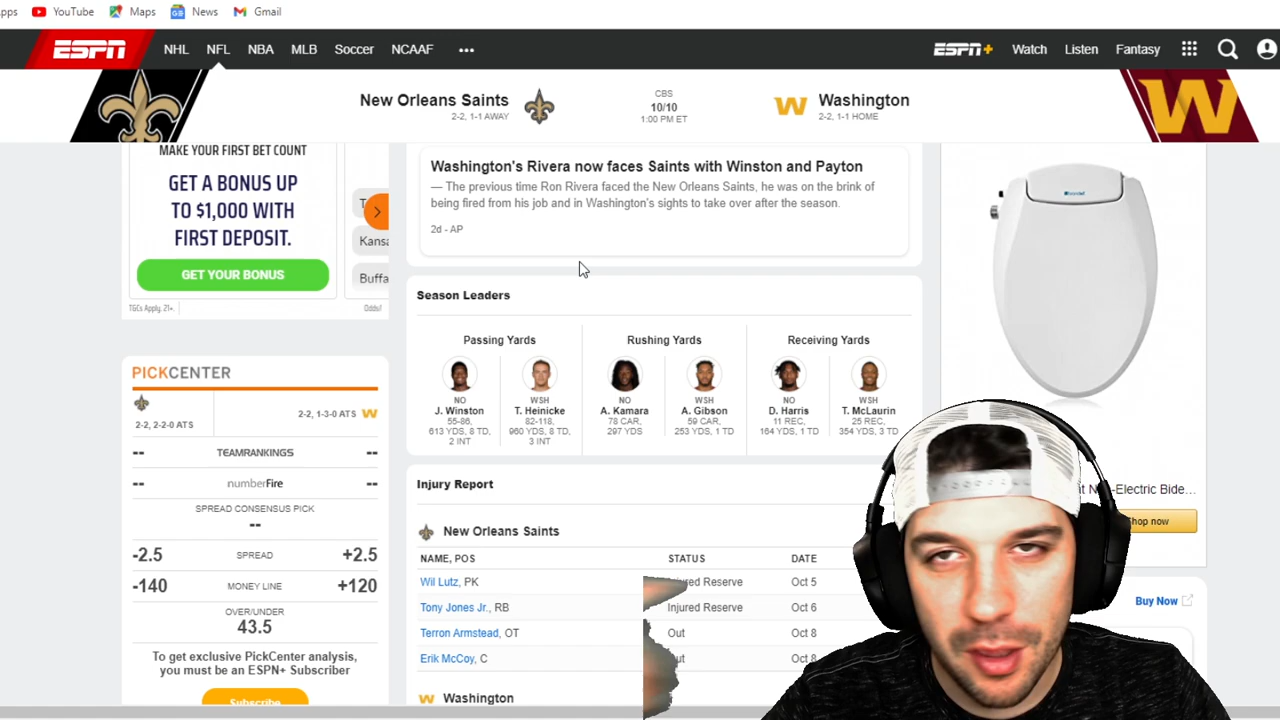 YouTube Maps News Gmail
ESPN NHL NFL NBA MLB Soccer NCAAF ••• ESPN+ Watch Listen Fantasy
New Orleans Saints
2-2, 1-1 AWAY
CBS
10/10
1:00 PM ET
W
Washington
2-2, 1-1 HOME
W
MAKE YOUR FIRST BET COUNT
GET A BONUS UP
TO $1,000 WITH
FIRST DEPOSIT.
GET YOUR BONUS
T&Cs Apply. 21+.
Kansa
Buffa
Washington's Rivera now faces Saints with Winston and Payton
— The previous time Ron Rivera faced the New Orleans Saints, he was on the brink of
being fired from his job and in Washington's sights to take over after the season.
2d - AP
Season Leaders
Passing Yards
NO
J. Winston
55-86,
613 YDS, 8 TD,
2 INT
WSH
T. Heinicke
82-118,
960 YDS, 8 TD,
3 INT
Rushing Yards
NO
A. Kamara
78 CAR,
297 YDS
WSH
A. Gibson
59 CAR,
253 YDS, 1 TD
Receiving Yards
NO
D. Harris
11 REC,
164 YDS, 1 TD
WSH
T. McLaurin
25 REC,
354 YDS, 3 TD
PICKCENTER
2-2, 2-2-0 ATS
2-2, 1-3-0 ATS W
-- TEAMRANKINGS --
-- numberFire --
SPREAD CONSENSUS PICK
--
-2.5 SPREAD +2.5
-140 MONEY LINE +120
OVER/UNDER
43.5
To get exclusive PickCenter analysis,
you must be an ESPN+ Subscriber
Subscribe
Injury Report
New Orleans Saints
NAME, POS STATUS DATE
Wil Lutz, PK Injured Reserve Oct 5
Tony Jones Jr., RB Injured Reserve Oct 6
Terron Armstead, OT Out Oct 8
Erik McCoy, C Out Oct 8
W Washington
-Electric Bide...
Shop now
Buy Now